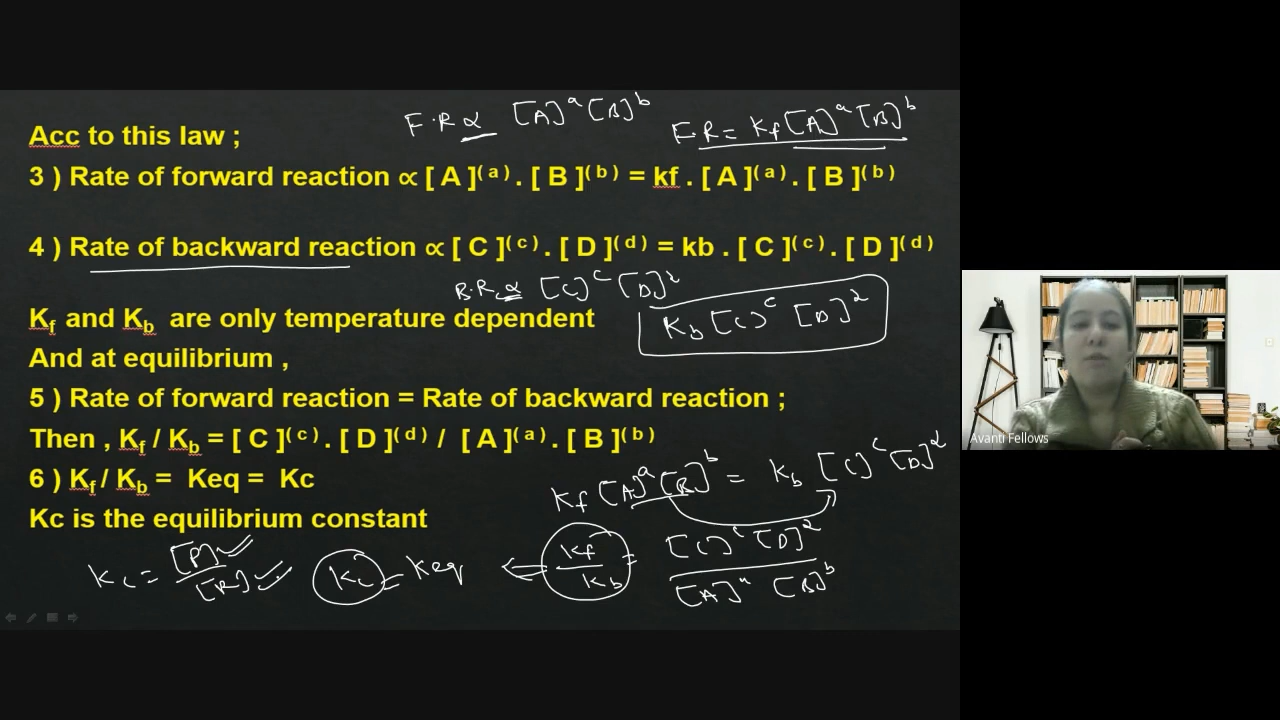 F.R ∝ [A]ᵃ[B]ᵇ
F.R = Kf [A]ᵃ[B]ᵇ
Acc to this law ;
3 ) Rate of forward reaction ∝ [ A ]⁽ᵃ⁾ . [ B ]⁽ᵇ⁾ = kf . [ A ]⁽ᵃ⁾ . [ B ]⁽ᵇ⁾
4 ) Rate of backward reaction ∝ [ C ]⁽ᶜ⁾ . [ D ]⁽ᵈ⁾ = kb . [ C ]⁽ᶜ⁾ . [ D ]⁽ᵈ⁾
B.R ∝ [C]ᶜ [D]ᵈ
Kb [C]ᶜ [D]ᵈ
Kf and Kb are only temperature dependent
And at equilibrium ,
5 ) Rate of forward reaction = Rate of backward reaction ;
Then , Kf / Kb = [ C ]⁽ᶜ⁾ . [ D ]⁽ᵈ⁾ / [ A ]⁽ᵃ⁾ . [ B ]⁽ᵇ⁾
6 ) Kf / Kb = Keq = Kc
Kf [A]ᵃ[B]ᵇ = Kb [C]ᶜ[D]ᵈ
Kc is the equilibrium constant
Kc = [P] / [R]
Kc = Keq ⇐ Kf / Kb = [C]ᶜ [D]ᵈ / [A]ᵃ [B]ᵇ
Avanti Fellows